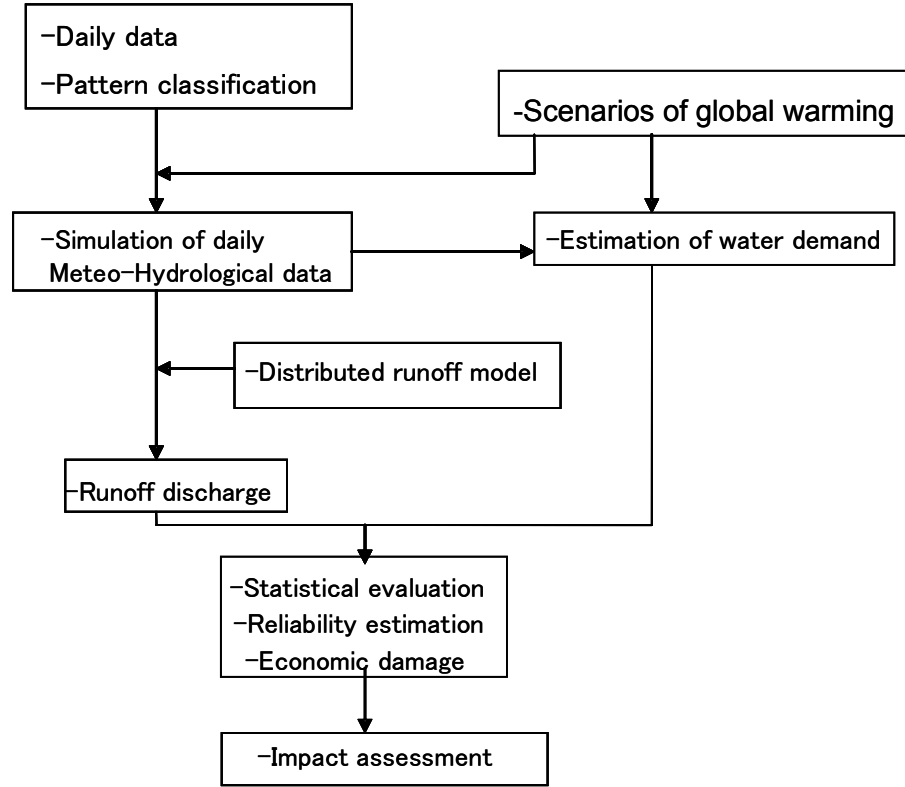 -Daily data
-Pattern classification
-Scenarios of global warming
-Simulation of daily
Meteo-Hydrological data
-Estimation of water demand
-Distributed runoff model
-Runoff discharge
-Statistical evaluation
-Reliability estimation
-Economic damage
-Impact assessment